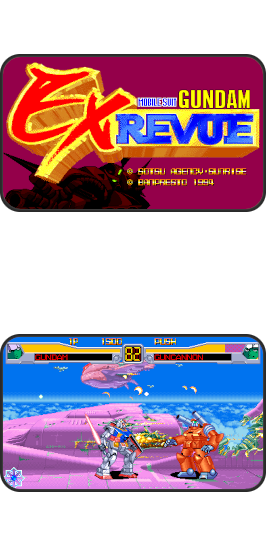 EX
MOBILE SUIT GUNDAM
REVUE
© SOTSU AGENCY·SUNRISE
© BANPRESTO 1994
1P 1500 PUSH
82
GUNDAM GUNCANNON